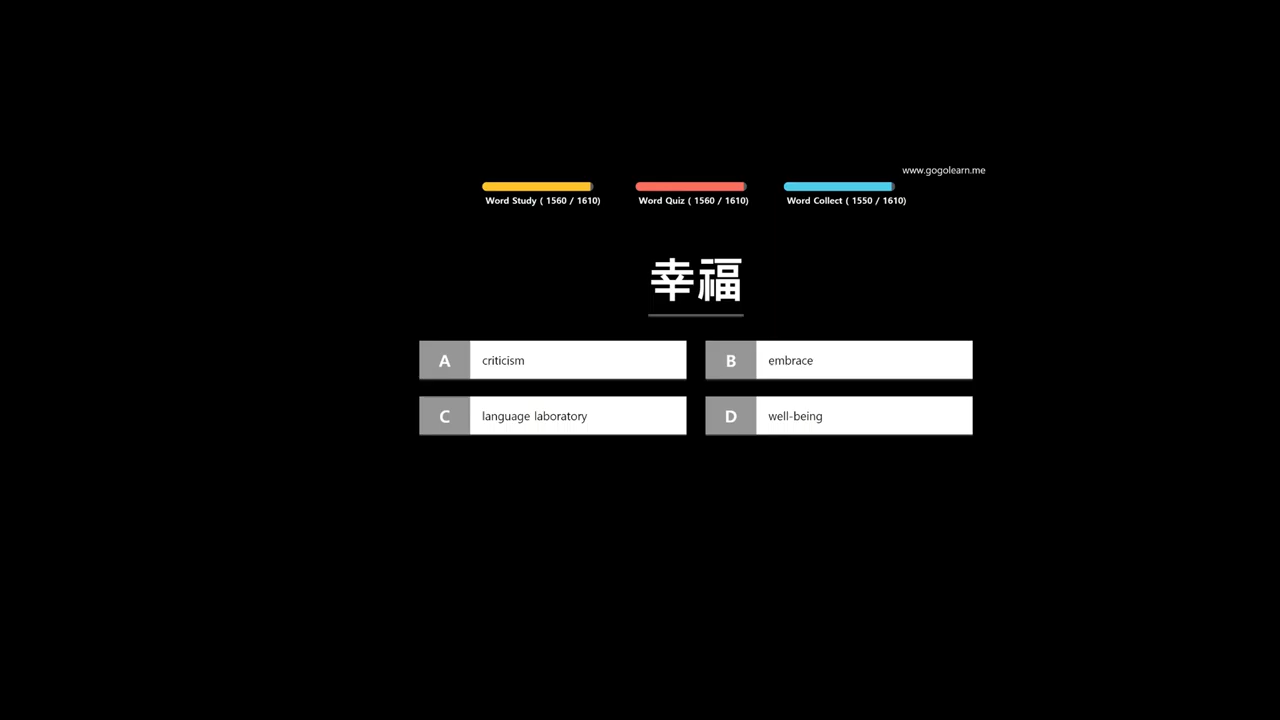 www.gogolearn.me
Word Study ( 1560 / 1610)
Word Quiz ( 1560 / 1610)
Word Collect ( 1550 / 1610)
幸福
A criticism
B embrace
C language laboratory
D well-being